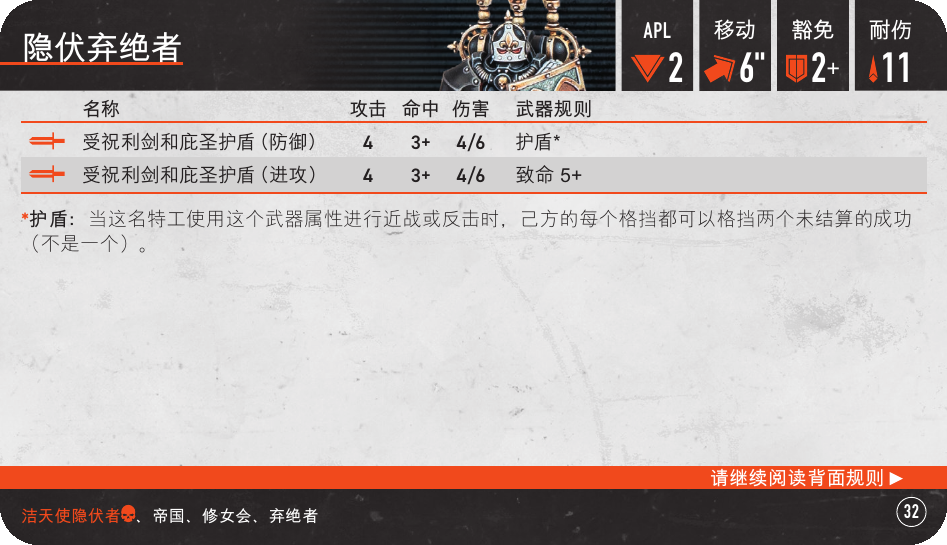 隐伏弃绝者
APL 移动 豁免 耐伤
2 6" 2+ 11
名称 攻击 命中 伤害 武器规则
受祝利剑和庇圣护盾（防御） 4 3+ 4/6 护盾*
受祝利剑和庇圣护盾（进攻） 4 3+ 4/6 致命 5+
*护盾：当这名特工使用这个武器属性进行近战或反击时，己方的每个格挡都可以格挡两个未结算的成功
（不是一个）。
请继续阅读背面规则▶
洁天使隐伏者、帝国、修女会、弃绝者
32